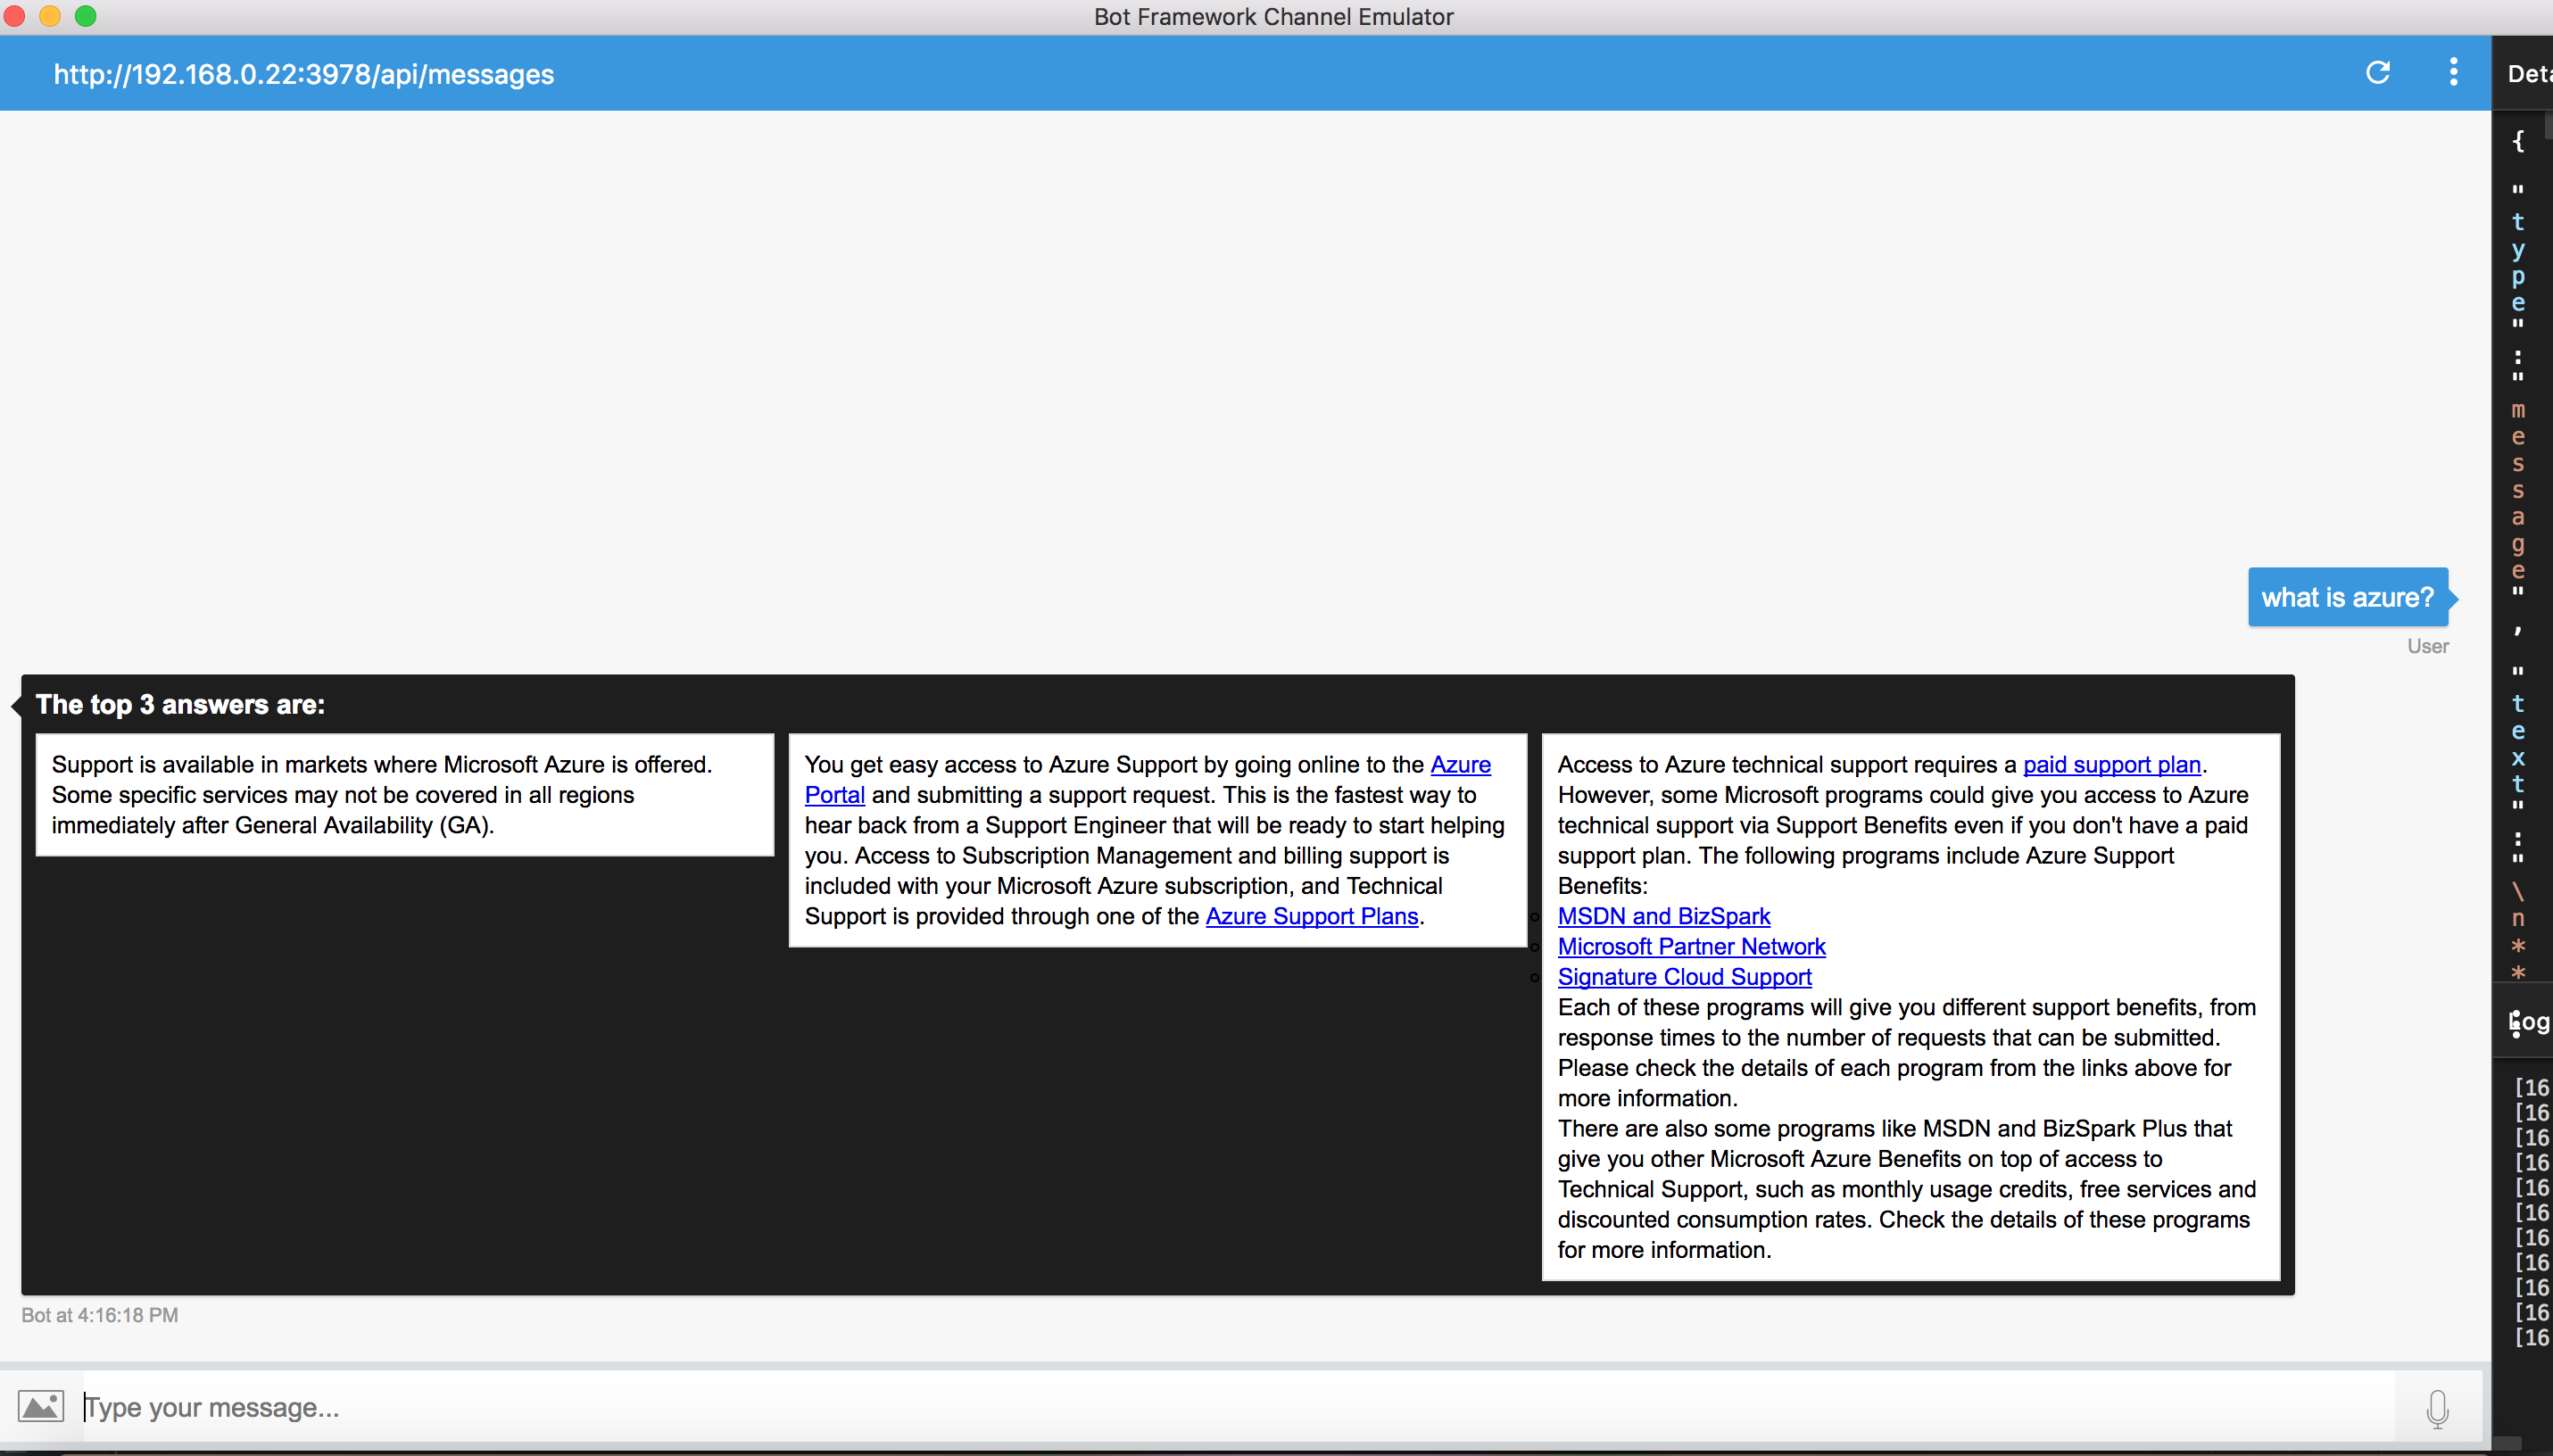 Bot Framework Channel Emulator
http://192.168.0.22:3978/api/messages
what is azure?
User
The top 3 answers are:
Support is available in markets where Microsoft Azure is offered.
Some specific services may not be covered in all regions
immediately after General Availability (GA).
You get easy access to Azure Support by going online to the Azure
Portal and submitting a support request. This is the fastest way to
hear back from a Support Engineer that will be ready to start helping
you. Access to Subscription Management and billing support is
included with your Microsoft Azure subscription, and Technical
Support is provided through one of the Azure Support Plans.
Access to Azure technical support requires a paid support plan.
However, some Microsoft programs could give you access to Azure
technical support via Support Benefits even if you don't have a paid
support plan. The following programs include Azure Support
Benefits:
MSDN and BizSpark
Microsoft Partner Network
Signature Cloud Support
Each of these programs will give you different support benefits, from
response times to the number of requests that can be submitted.
Please check the details of each program from the links above for
more information.
There are also some programs like MSDN and BizSpark Plus that
give you other Microsoft Azure Benefits on top of access to
Technical Support, such as monthly usage credits, free services and
discounted consumption rates. Check the details of these programs
for more information.
Bot at 4:16:18 PM
Type your message...
Deta
{
"
t
y
p
e
"
:
"
m
e
s
s
a
g
e
"
,
"
t
e
x
t
"
:
"
\
n
*
*
Log
[16
[16
[16
[16
[16
[16
[16
[16
[16
[16
[16